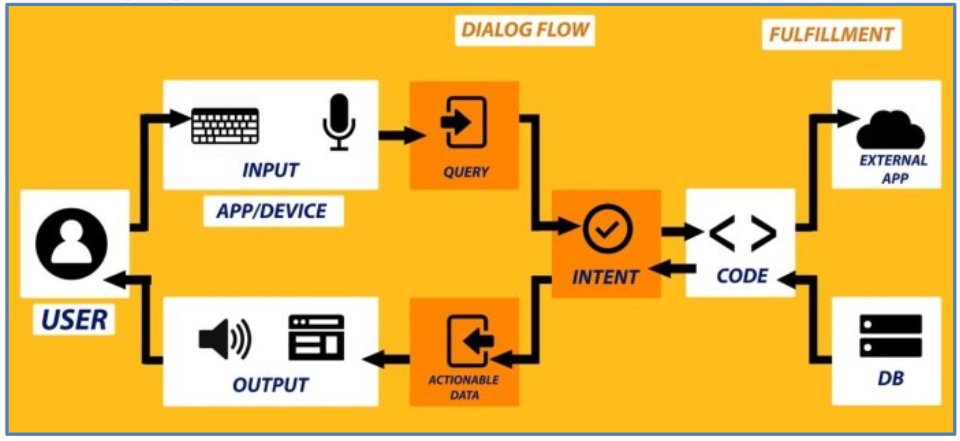 DIALOG FLOW
FULFILLMENT
INPUT
APP/DEVICE
QUERY
EXTERNAL
APP
INTENT
CODE
USER
OUTPUT
ACTIONABLE
DATA
DB